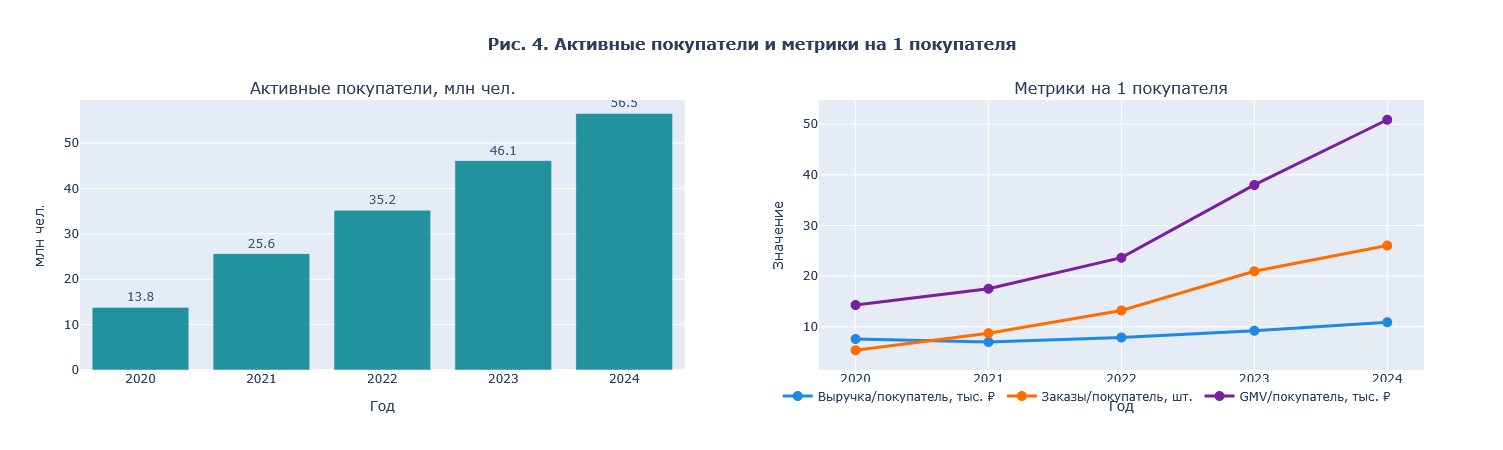 Рис. 4. Активные покупатели и метрики на 1 покупателя
Активные покупатели, млн чел.
56.5
46.1
35.2
25.6
13.8
50
40
30
20
10
0
млн чел.
2020 2021 2022 2023 2024
Год
Метрики на 1 покупателя
50
40
30
20
10
Значение
2020 2021 2022 2023 2024
Выручка/покупатель, тыс. ₽ Заказы/покупатель, шт. GMV/покупатель, тыс. ₽
Год